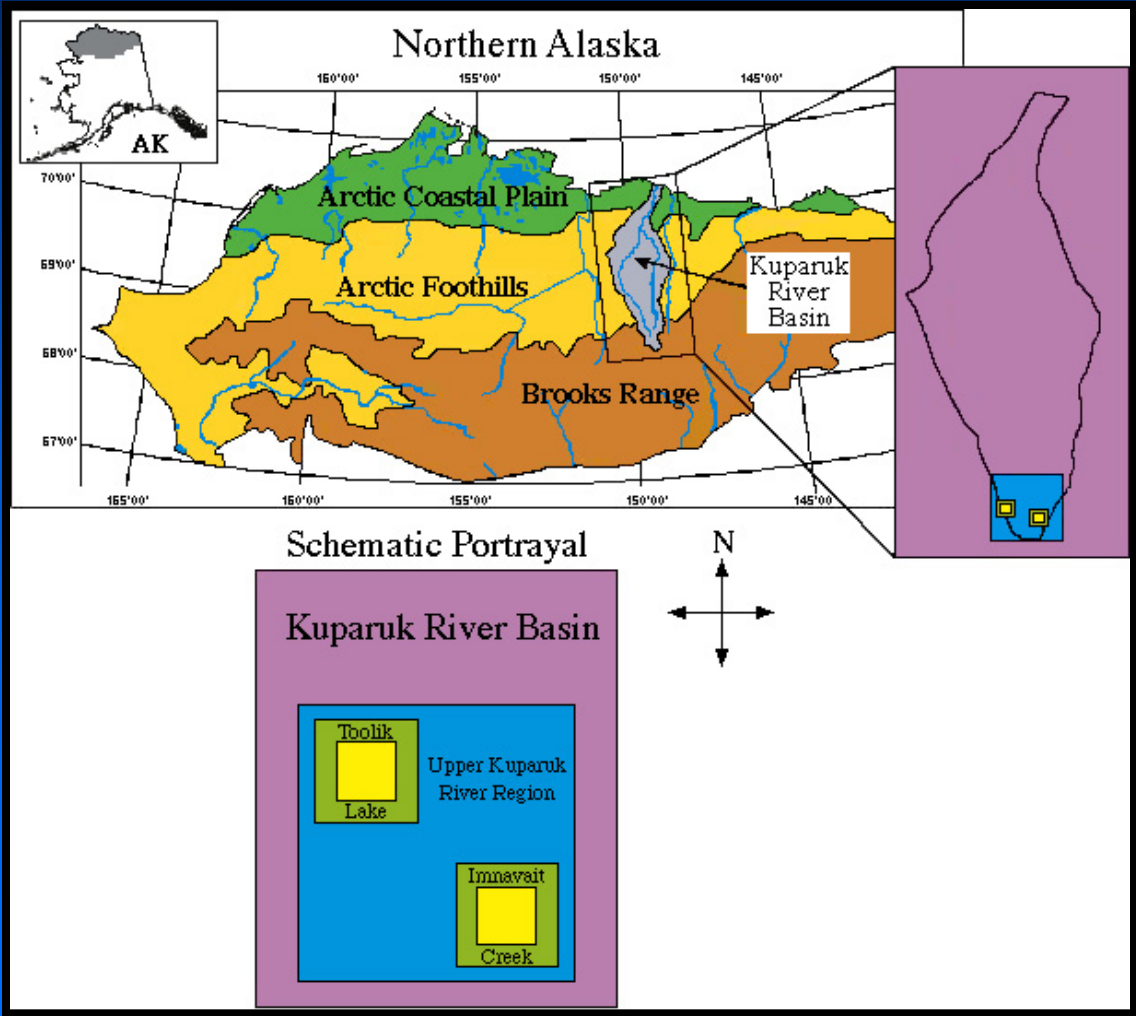 Northern Alaska
AK
160°00'
155°00'
150°00'
145°00'
70°00'
69°00'
68°00'
67°00'
Arctic Coastal Plain
Arctic Foothills
Kuparuk
River
Basin
Brooks Range
165°00'
160°00'
155°00'
150°00'
145°00'
Schematic Portrayal
N
Kuparuk River Basin
Toolik
Lake
Upper Kuparuk
River Region
Imnavait
Creek